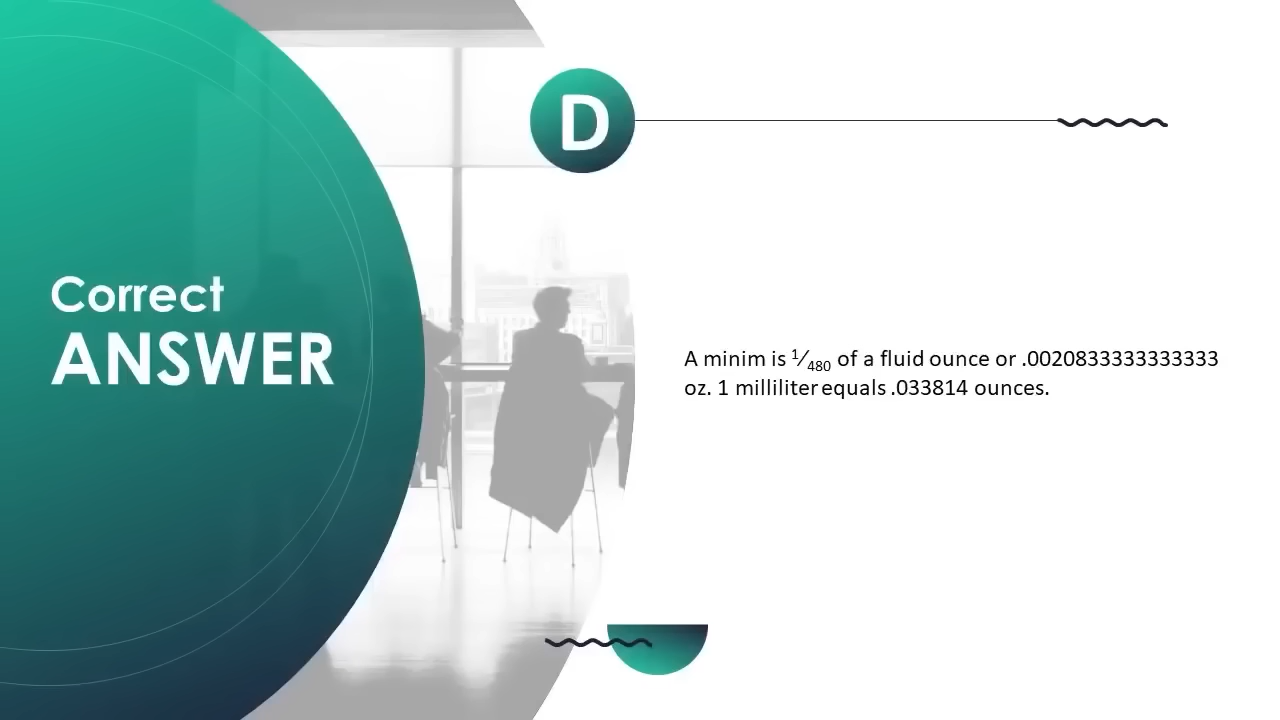 Correct
ANSWER
D
A minim is ¹⁄₄₈₀ of a fluid ounce or .0020833333333333
oz. 1 milliliter equals .033814 ounces.